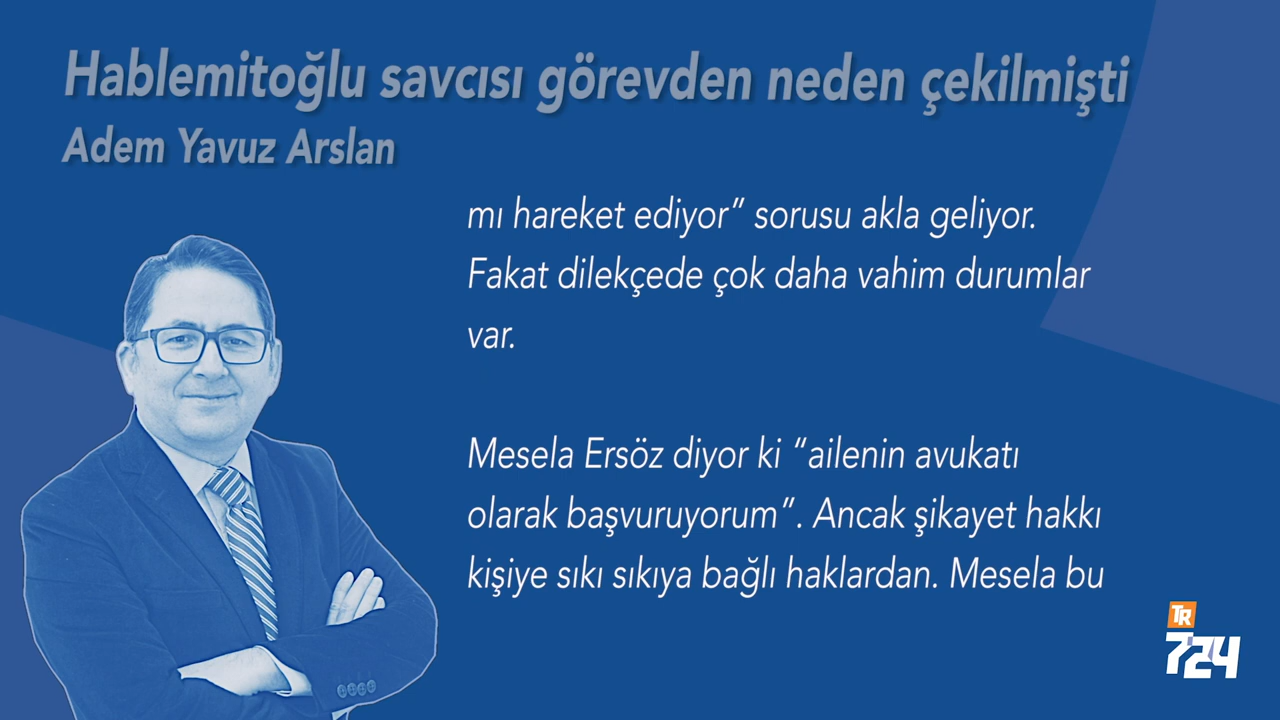 Hablemitoğlu savcısı görevden neden çekilmişti
Adem Yavuz Arslan
mı hareket ediyor” sorusu akla geliyor.
Fakat dilekçede çok daha vahim durumlar
var.
Mesela Ersöz diyor ki “ailenin avukatı
olarak başvuruyorum”. Ancak şikayet hakkı
kişiye sıkı sıkıya bağlı haklardan. Mesela bu
TR
724